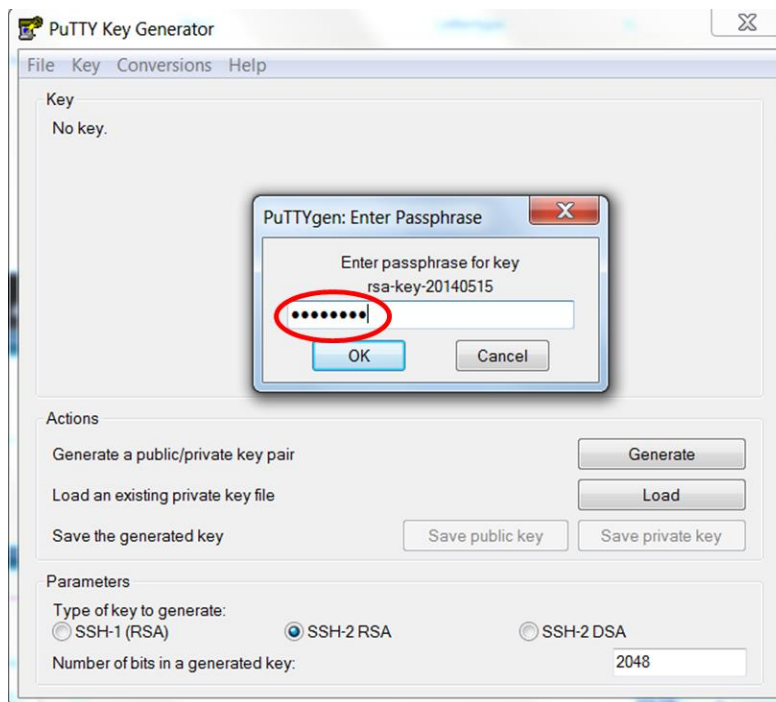 PuTTY Key Generator
File Key Conversions Help
Key
No key.
PuTTYgen: Enter Passphrase
Enter passphrase for key
rsa-key-20140515
••••••••
OK Cancel
Actions
Generate a public/private key pair Generate
Load an existing private key file Load
Save the generated key Save public key Save private key
Parameters
Type of key to generate:
SSH-1 (RSA) SSH-2 RSA SSH-2 DSA
Number of bits in a generated key: 2048